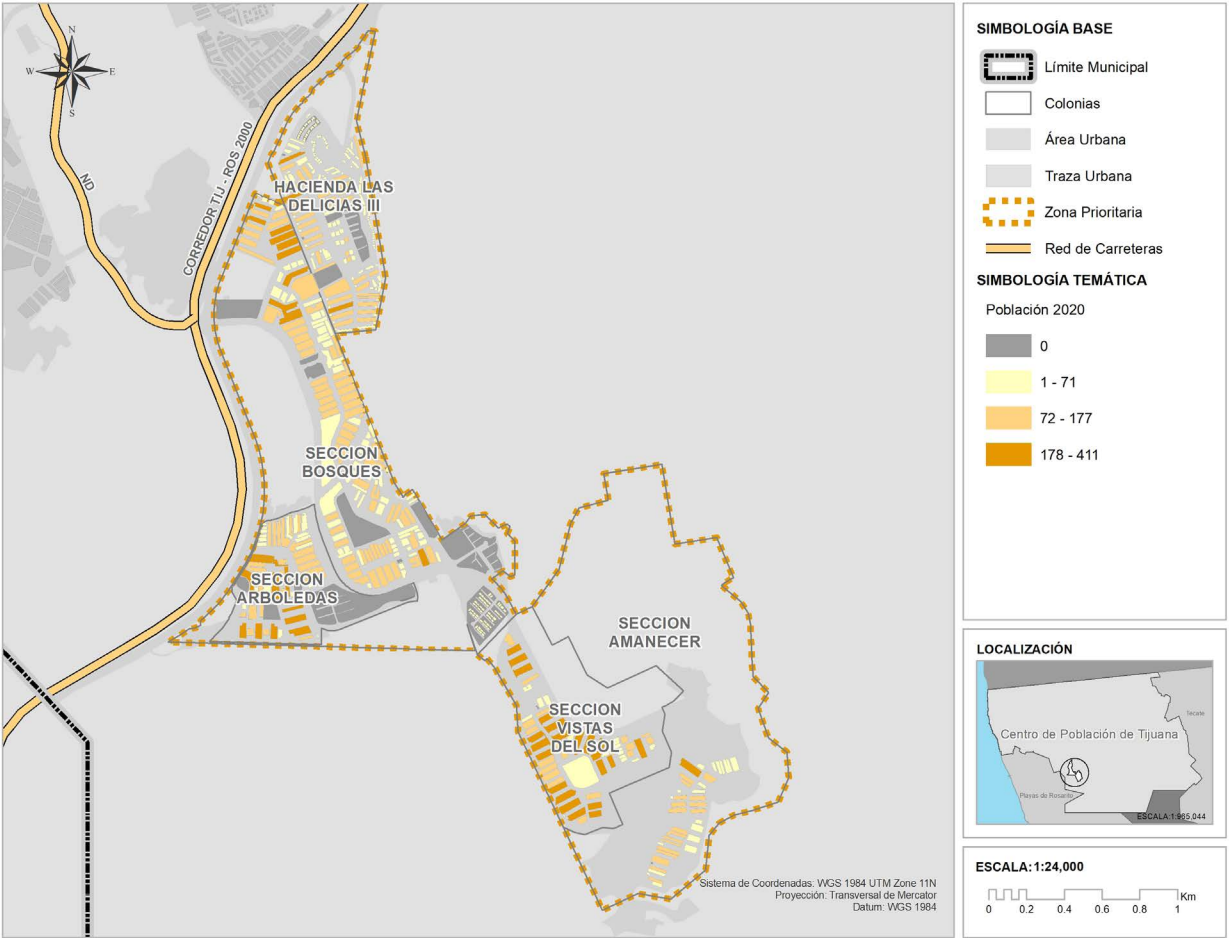 N
W
E
S
ND
CORREDOR TIJ - ROS 2000
HACIENDA LAS
DELICIAS III
SECCION
BOSQUES
SECCION
ARBOLEDAS
SECCION
AMANECER
SECCION
VISTAS
DEL SOL
Sistema de Coordenadas: WGS 1984 UTM Zone 11N
Proyección: Transversal de Mercator
Datum: WGS 1984
SIMBOLOGÍA BASE
Límite Municipal
Colonias
Área Urbana
Traza Urbana
Zona Prioritaria
Red de Carreteras
SIMBOLOGÍA TEMÁTICA
Población 2020
0
1 - 71
72 - 177
178 - 411
LOCALIZACIÓN
Tecate
Centro de Población de Tijuana
Playas de Rosarito
ESCALA:1:965,044
ESCALA:1:24,000
Km
0 0.2 0.4 0.6 0.8 1